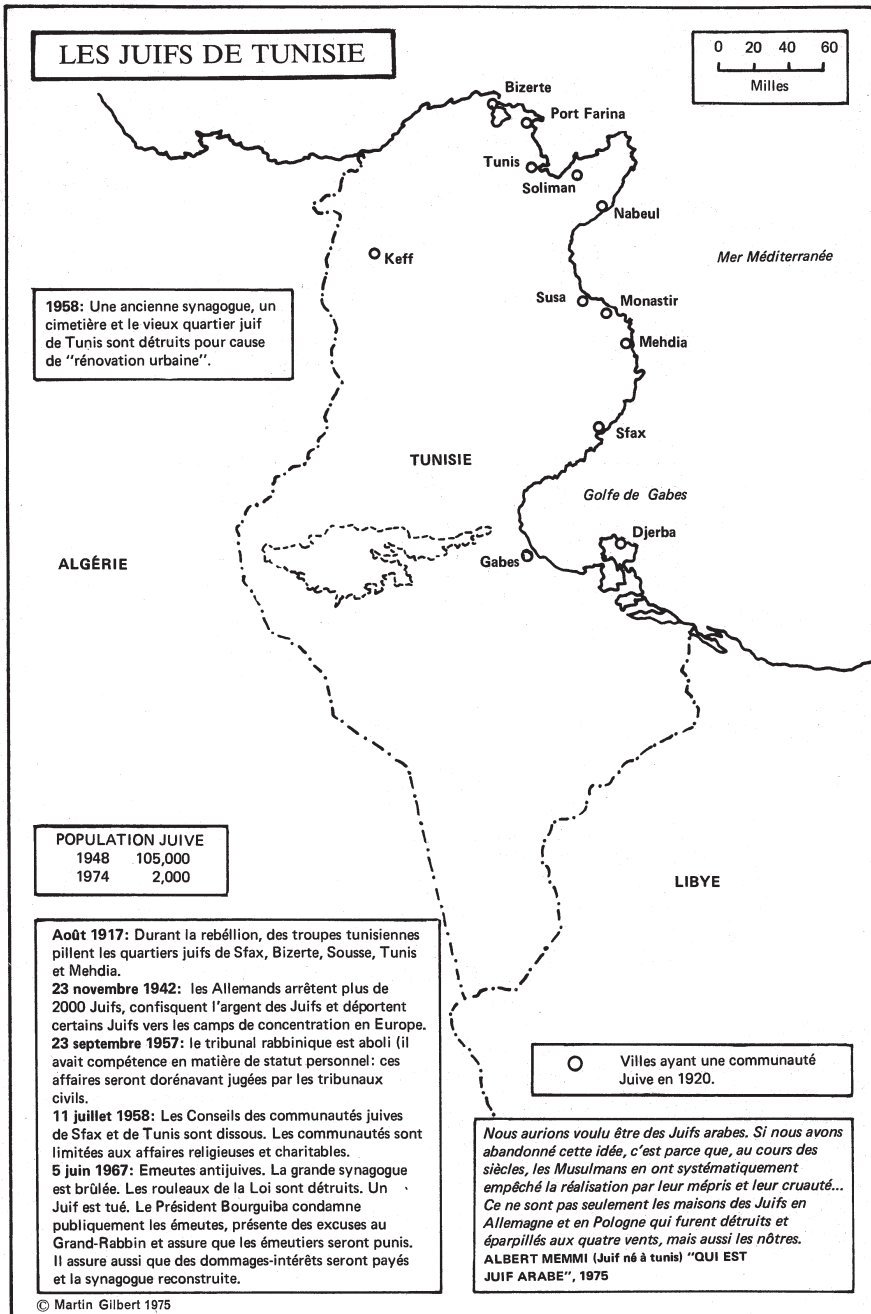 LES JUIFS DE TUNISIE
0 20 40 60
Milles
Bizerte
Port Farina
Tunis
Soliman
Nabeul
Keff
Mer Méditerranée
1958: Une ancienne synagogue, un
cimetière et le vieux quartier juif
de Tunis sont détruits pour cause
de "rénovation urbaine".
Susa
Monastir
Mehdia
Sfax
TUNISIE
Golfe de Gabes
Djerba
ALGÉRIE
Gabes
POPULATION JUIVE
1948 105,000
1974 2,000
LIBYE
Août 1917: Durant la rébellion, des troupes tunisiennes
pillent les quartiers juifs de Sfax, Bizerte, Sousse, Tunis
et Mehdia.
23 novembre 1942: les Allemands arrêtent plus de
2000 Juifs, confisquent l'argent des Juifs et déportent
certains Juifs vers les camps de concentration en Europe.
23 septembre 1957: le tribunal rabbinique est aboli (il
avait compétence en matière de statut personnel: ces
affaires seront dorénavant jugées par les tribunaux
civils.
11 juillet 1958: Les Conseils des communautés juives
de Sfax et de Tunis sont dissous. Les communautés sont
limitées aux affaires religieuses et charitables.
5 juin 1967: Emeutes antijuives. La grande synagogue
est brûlée. Les rouleaux de la Loi sont détruits. Un
Juif est tué. Le Président Bourguiba condamne
publiquement les émeutes, présente des excuses au
Grand-Rabbin et assure que les émeutiers seront punis.
Il assure aussi que des dommages-intérêts seront payés
et la synagogue reconstruite.
Villes ayant une communauté
Juive en 1920.
Nous aurions voulu être des Juifs arabes. Si nous avons
abandonné cette idée, c'est parce que, au cours des
siècles, les Musulmans en ont systématiquement
empêché la réalisation par leur mépris et leur cruauté...
Ce ne sont pas seulement les maisons des Juifs en
Allemagne et en Pologne qui furent détruits et
éparpillés aux quatre vents, mais aussi les nôtres.
ALBERT MEMMI (Juif né à tunis) "QUI EST
JUIF ARABE", 1975
© Martin Gilbert 1975